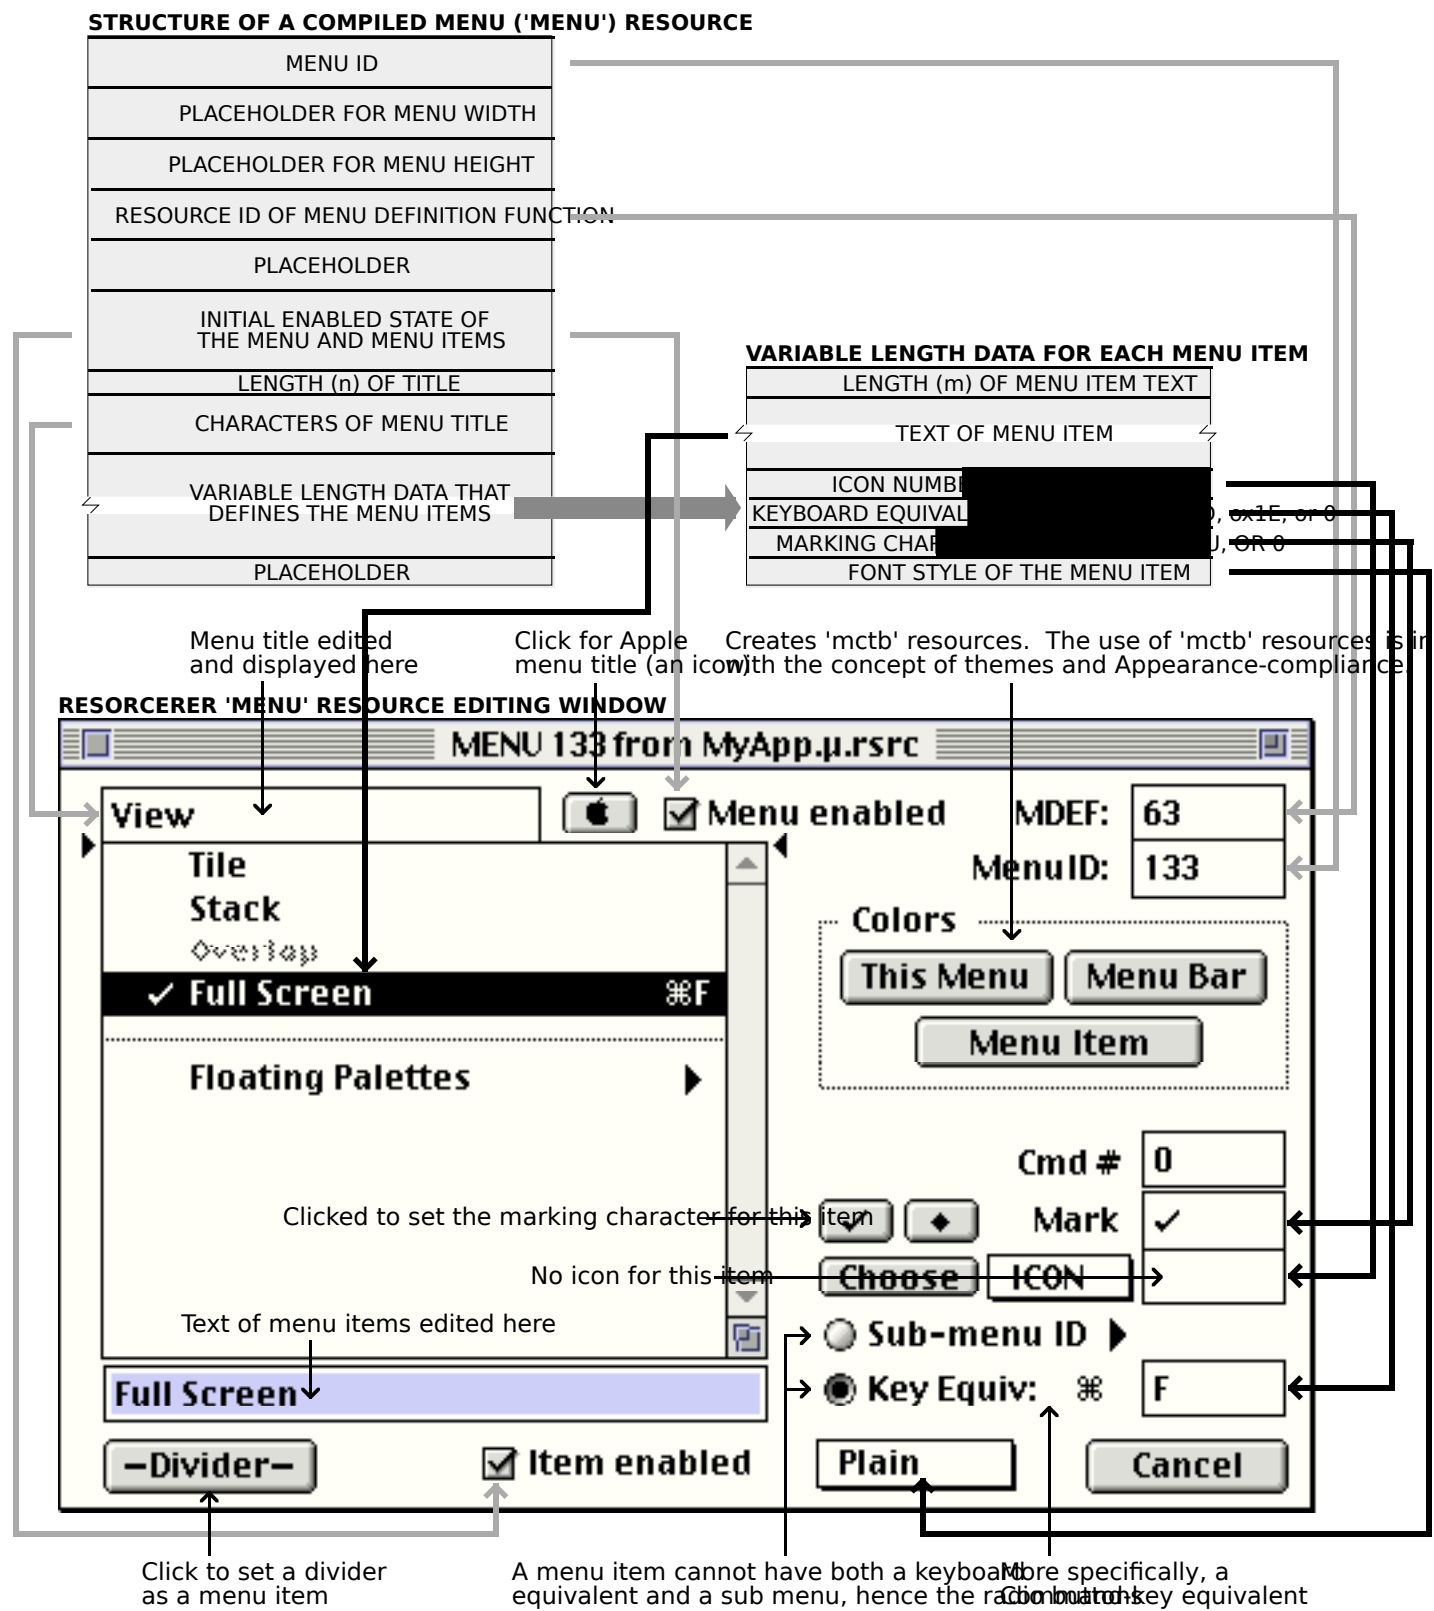 STRUCTURE OF A COMPILED MENU ('MENU') RESOURCE
MENU ID
PLACEHOLDER FOR MENU WIDTH
PLACEHOLDER FOR MENU HEIGHT
RESOURCE ID OF MENU DEFINITION FUNCTION
PLACEHOLDER
INITIAL ENABLED STATE OF
THE MENU AND MENU ITEMS
LENGTH (n) OF TITLE
CHARACTERS OF MENU TITLE
VARIABLE LENGTH DATA THAT
DEFINES THE MENU ITEMS
PLACEHOLDER
VARIABLE LENGTH DATA FOR EACH MENU ITEM
LENGTH (m) OF MENU ITEM TEXT
TEXT OF MENU ITEM
ICON
KEYBOARD 0x1E, or 0
MARKING OR 0
FONT STYLE OF THE MENU ITEM
Menu title edited
and displayed here
Click for Apple
menu title (an icon)
Creates 'mctb' resources. The use of 'mctb' resources is
with the concept of themes and Appearance-compliance.
RESORCERER 'MENU' RESOURCE EDITING WINDOW
MENU 133 from MyApp.µ.rsrc
View
Menu enabled
MDEF: 63
MenuID: 133
Tile
Stack
Overlap
✓ Full Screen ⌘F
Floating Palettes
Colors
This Menu
Menu Bar
Menu Item
Cmd # 0
Clicked to set the marking character for this item
Mark ✓
No icon for this item
Choose
ICON
Text of menu items edited here
Sub-menu ID
Full Screen
Key Equiv: ⌘ F
—Divider—
Item enabled
Plain
Cancel
Click to set a divider
as a menu item
A menu item cannot have both a keyboard
equivalent and a sub menu, hence the radio buttons
More specifically, a
Command-key equivalent